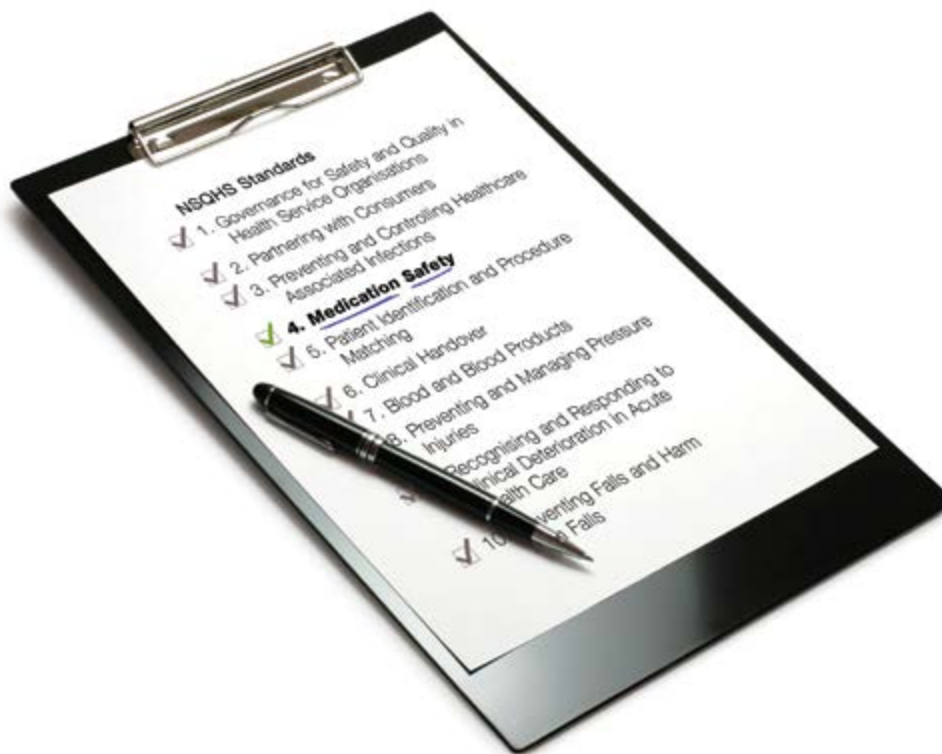 NSQHS Standards
1. Governance for Safety and Quality in
Health Service Organisations
2. Partnering with Consumers
3. Preventing and Controlling Healthcare
Associated Infections
4. Medication Safety
5. Patient Identification and Procedure
Matching
6. Clinical Handover
7. Blood and Blood Products
8. Preventing and Managing Pressure
Injuries
Recognising and Responding to
Clinical Deterioration in Acute
Care
10.
Falls and Harm
Falls